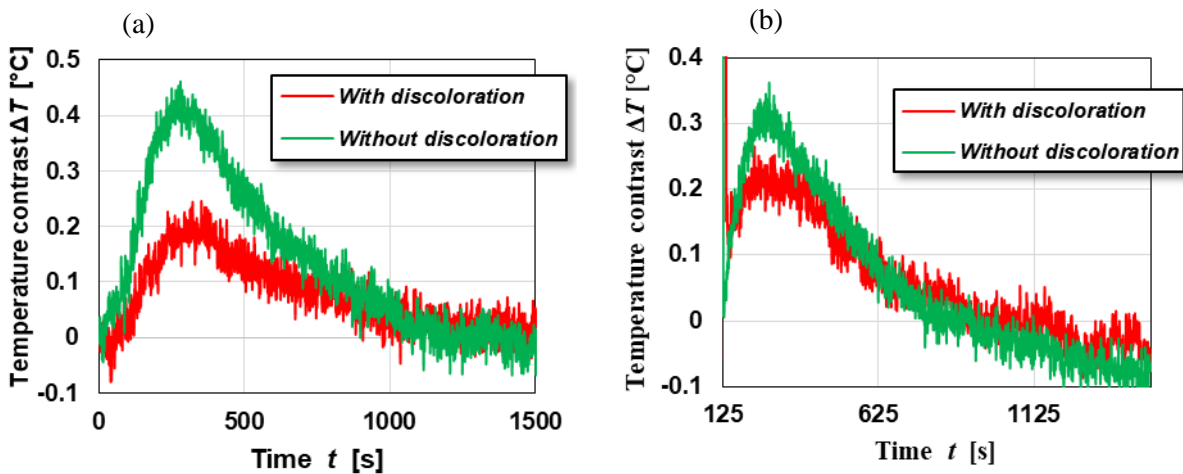 (a)
Temperature contrast ΔT [°C]
0.5
0.4
0.3
0.2
0.1
0
-0.1
With discoloration
Without discoloration
0
500
1000
1500
Time t [s]
(b)
Temperature contrast ΔT [°C]
0.4
0.3
0.2
0.1
0
-0.1
With discoloration
Without discoloration
125
625
1125
Time t [s]